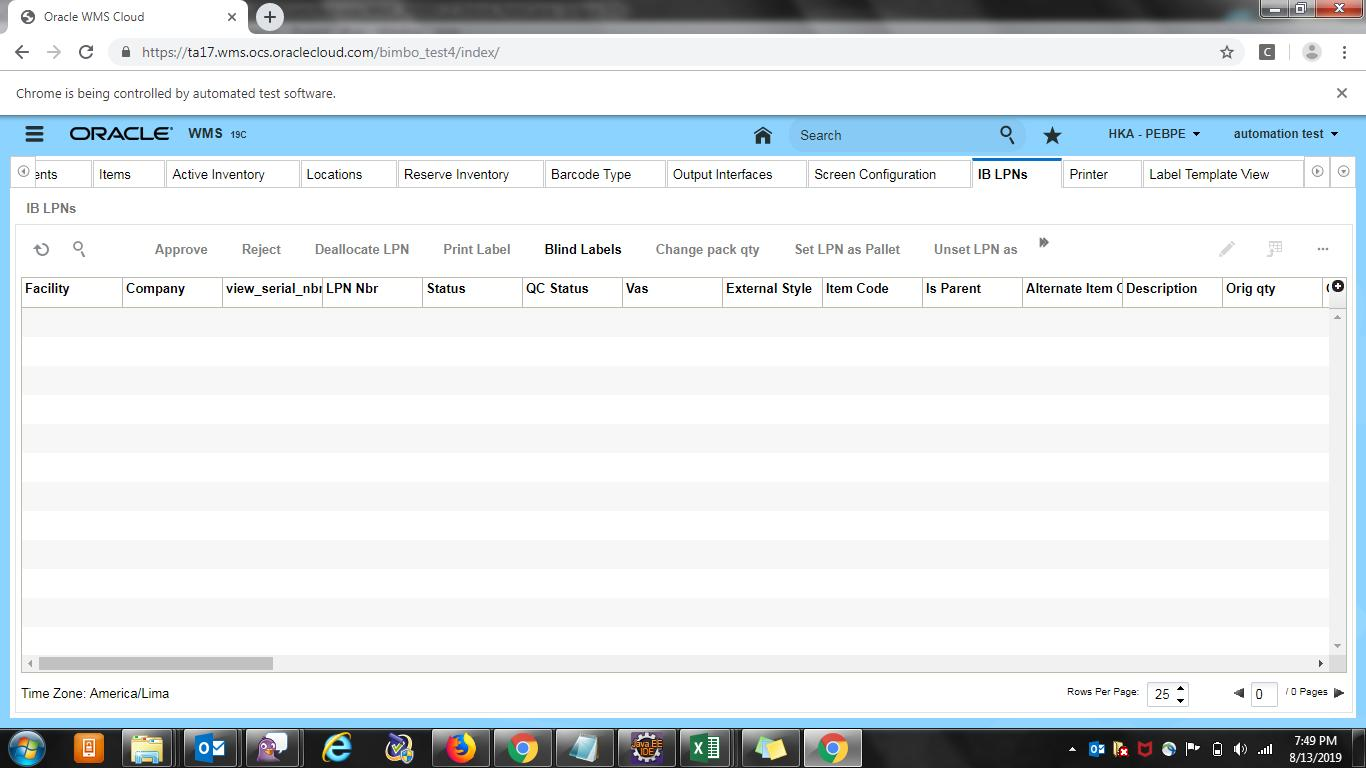 Oracle WMS Cloud
https://ta17.wms.ocs.oraclecloud.com/bimbo_test4/index/
C
Chrome is being controlled by automated test software.
ORACLE WMS 19C Search HKA - PEBPE automation test
ents Items Active Inventory Locations Reserve Inventory Barcode Type Output Interfaces Screen Configuration IB LPNs Printer Label Template View
IB LPNs
Approve Reject Deallocate LPN Print Label Blind Labels Change pack qty Set LPN as Pallet Unset LPN as
Facility Company view_serial_nbr LPN Nbr Status QC Status Vas External Style Item Code Is Parent Alternate Item C Description Orig qty
Time Zone: America/Lima Rows Per Page: 25 0 / 0 Pages
Java EE
IDE
7:49 PM
8/13/2019